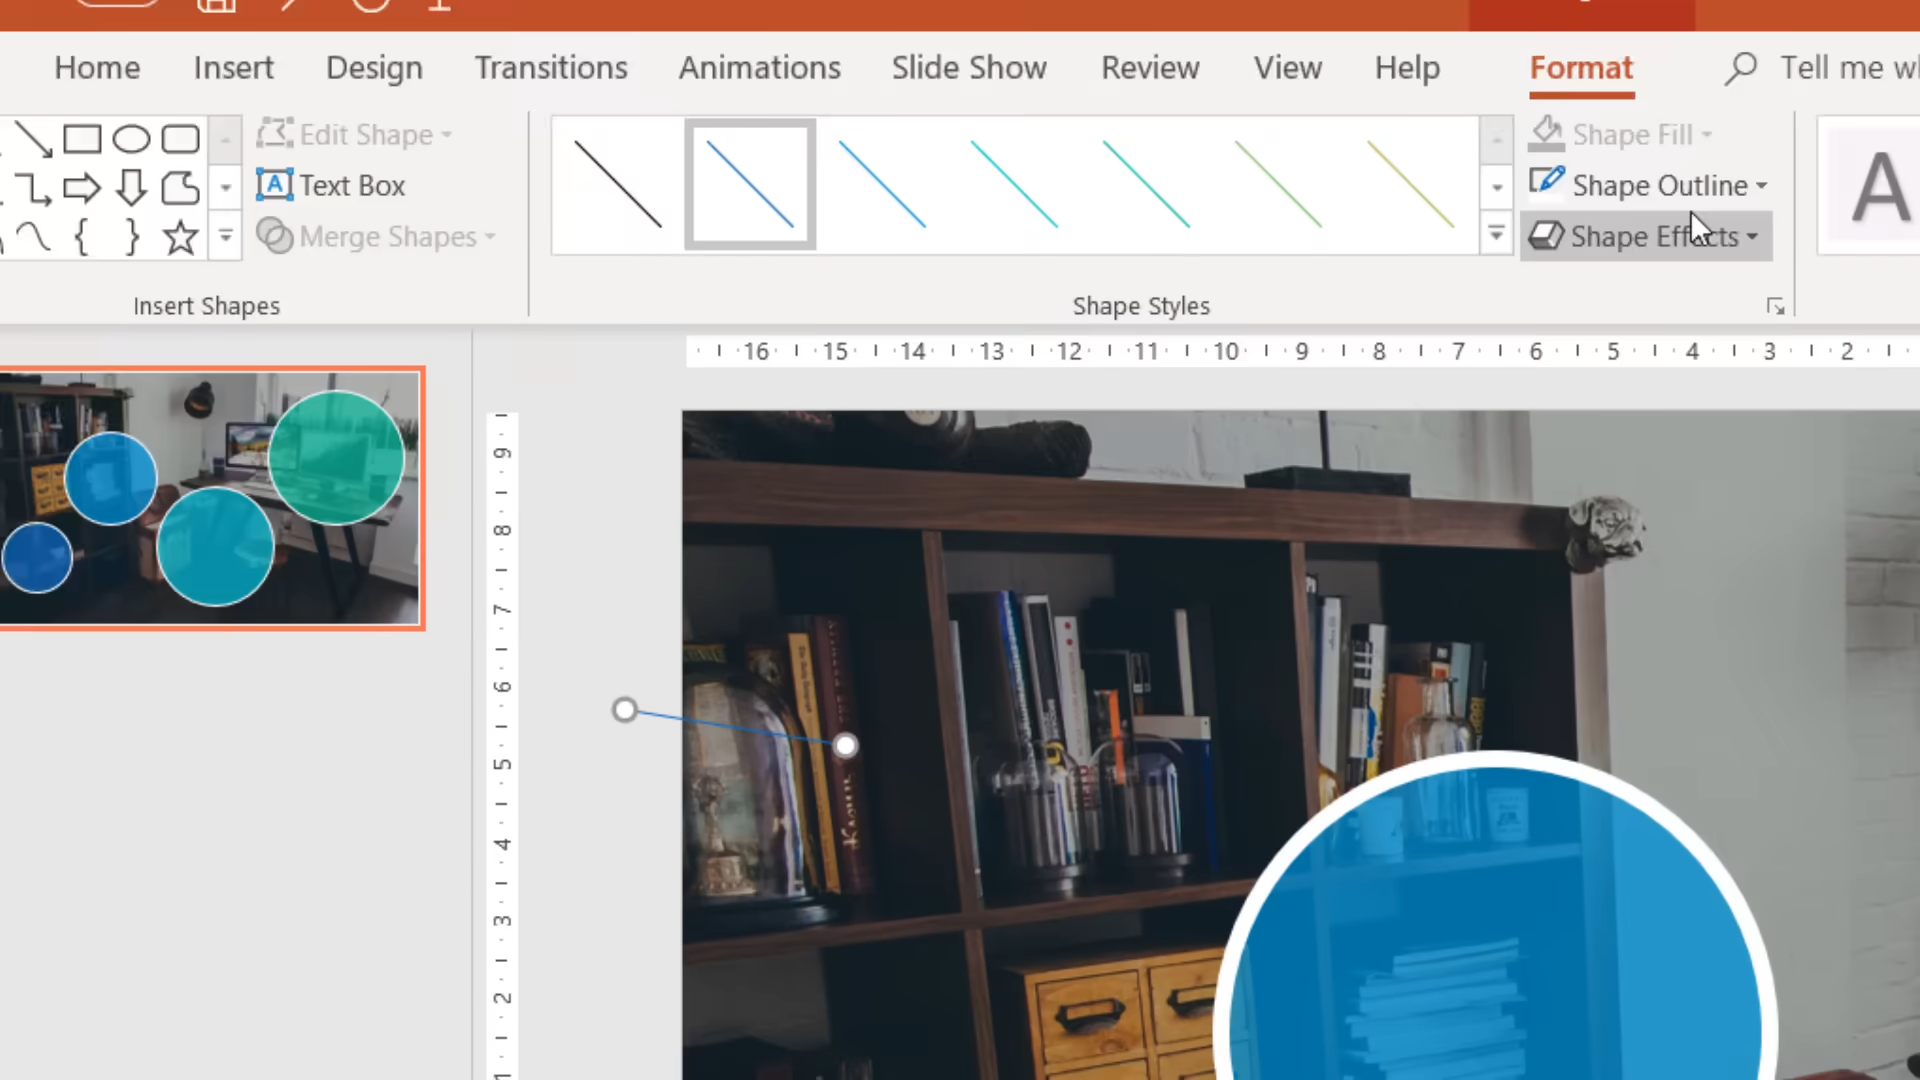 Home Insert Design Transitions Animations Slide Show Review View Help Format Tell me wh
Edit Shape
Text Box
Merge Shapes
Insert Shapes
Shape Fill
Shape Outline
Shape Effects
Shape Styles
A
16 15 14 13 12 11 10 9 8 7 6 5 4 3 2
9
8
7
6
5
4
3
2
1